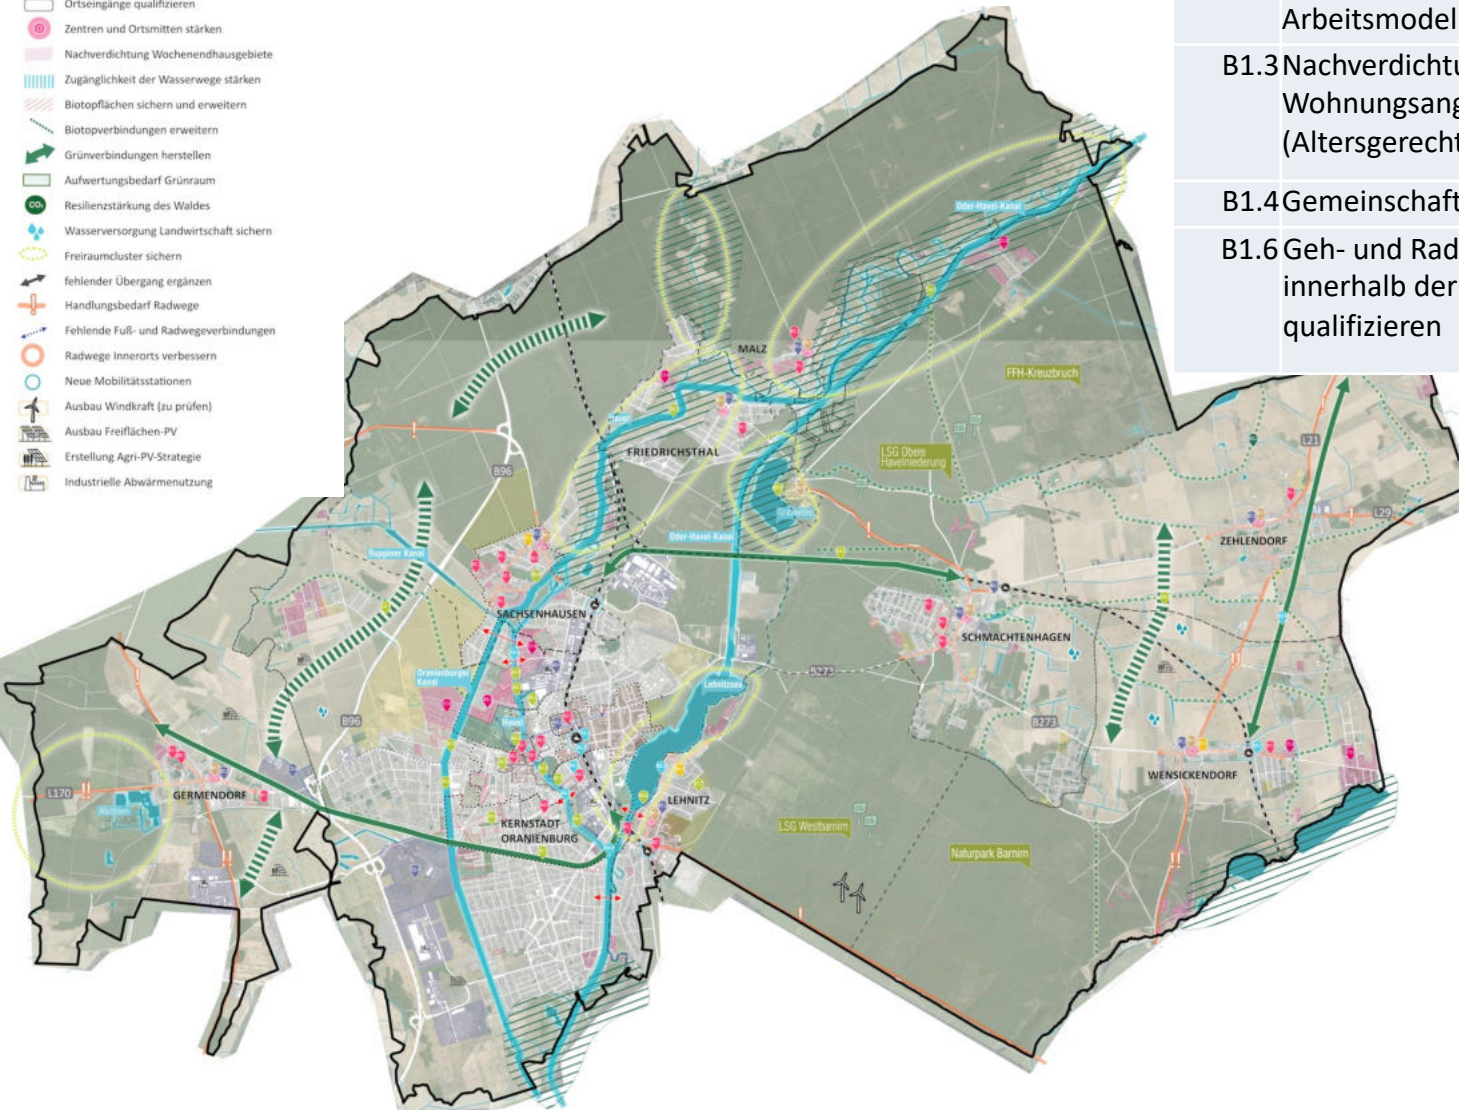 Ortseingänge qualifizieren
Zentren und Ortsmitten stärken
Nachverdichtung Wochenendhausgebiete
Zugänglichkeit der Wasserwege stärken
Biotopflächen sichern und erweitern
Biotopverbindungen erweitern
Grünverbindungen herstellen
Aufwertungsbedarf Grünraum
CO₂ Resilienzstärkung des Waldes
Wasserversorgung Landwirtschaft sichern
Freiraumcluster sichern
fehlender Übergang ergänzen
Handlungsbedarf Radwege
Fehlende Fuß- und Radwegeverbindungen
Radwege Innerorts verbessern
Neue Mobilitätsstationen
Ausbau Windkraft (zu prüfen)
Ausbau Freiflächen-PV
Erstellung Agri-PV-Strategie
Industrielle Abwärmenutzung
Arbeitsmodel
B1.3 Nachverdichtu
Wohnungsang
(Altersgerecht
B1.4 Gemeinschaft
B1.6 Geh- und Rad
innerhalb der
qualifizieren
Oder-Havel-Kanal
MALZ
FFH-Kreuzbruch
Havel
FRIEDRICHSTHAL
LSG Obere
Havelniederung
B96
L21
L29
Grabowsee
ZEHLENDORF
Oder-Havel-Kanal
Ruppiner Kanal
SACHSENHAUSEN
SCHMACHTENHAGEN
B273
Oranienburger
Kanal
Lehnitzsee
Havel
B96
B273
WENSICKENDORF
L170
GERMENDORF
LEHNITZ
KERNSTADT
ORANIENBURG
LSG Westbarnim
Naturpark Barnim